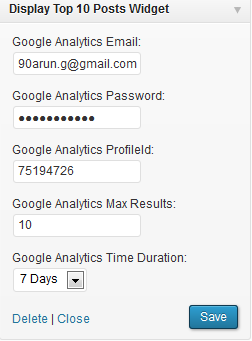 Display Top 10 Posts Widget
Google Analytics Email:
90arun.g@gmail.com
Google Analytics Password:
●●●●●●●●●●●
Google Analytics ProfileId:
75194726
Google Analytics Max Results:
10
Google Analytics Time Duration:
7 Days
Delete | Close
Save